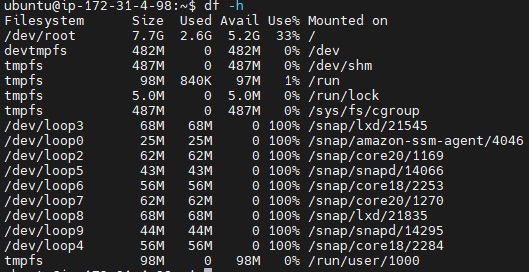 ubuntu@ip-172-31-4-98:~$ df -h
Filesystem      Size  Used Avail Use% Mounted on
/dev/root       7.7G  2.6G  5.2G  33% /
devtmpfs        482M     0  482M   0% /dev
tmpfs           487M     0  487M   0% /dev/shm
tmpfs            98M  840K   97M   1% /run
tmpfs           5.0M     0  5.0M   0% /run/lock
tmpfs           487M     0  487M   0% /sys/fs/cgroup
/dev/loop3       68M   68M     0 100% /snap/lxd/21545
/dev/loop0       25M   25M     0 100% /snap/amazon-ssm-agent/4046
/dev/loop2       62M   62M     0 100% /snap/core20/1169
/dev/loop5       43M   43M     0 100% /snap/snapd/14066
/dev/loop6       56M   56M     0 100% /snap/core18/2253
/dev/loop7       62M   62M     0 100% /snap/core20/1270
/dev/loop8       68M   68M     0 100% /snap/lxd/21835
/dev/loop9       44M   44M     0 100% /snap/snapd/14295
/dev/loop4       56M   56M     0 100% /snap/core18/2284
tmpfs            98M     0   98M   0% /run/user/1000